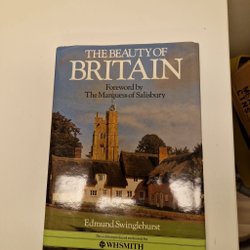 THE BEAUTY OF
BRITAIN
Foreword by
The Marquess of Salisbury
Edmund Swinglehurst
WHSMITH